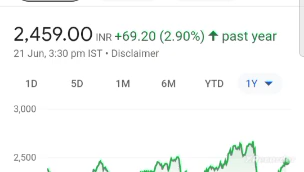 2,459.00 INR +69.20 (2.90%) ↑ past year
21 Jun, 3:30 pm IST • Disclaimer
1D 5D 1M 6M YTD 1Y
3,000
2,500